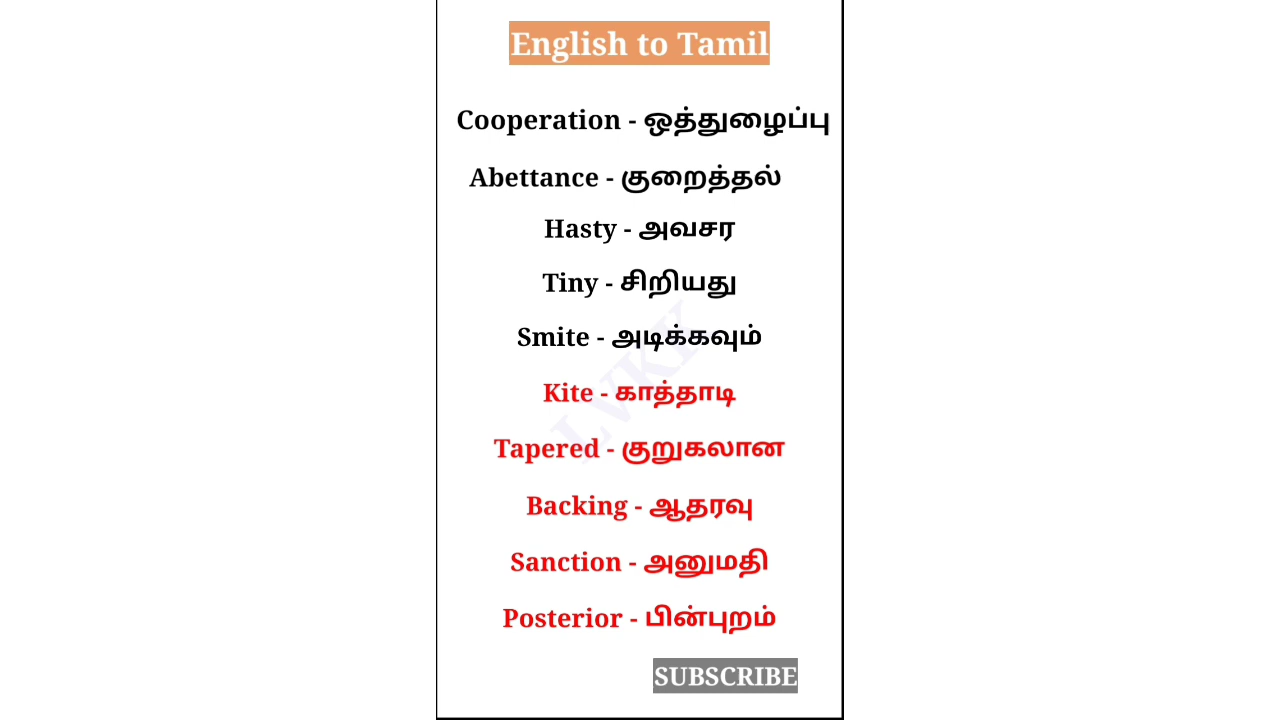 English to Tamil
Cooperation - ஒத்துழைப்பு
Abettance - குறைத்தல்
Hasty - அவசர
Tiny - சிறியது
Smite - அடிக்கவும்
Kite - காத்தாடி
Tapered - குறுகலான
Backing - ஆதரவு
Sanction - அனுமதி
Posterior - பின்புறம்
LVKY
SUBSCRIBE